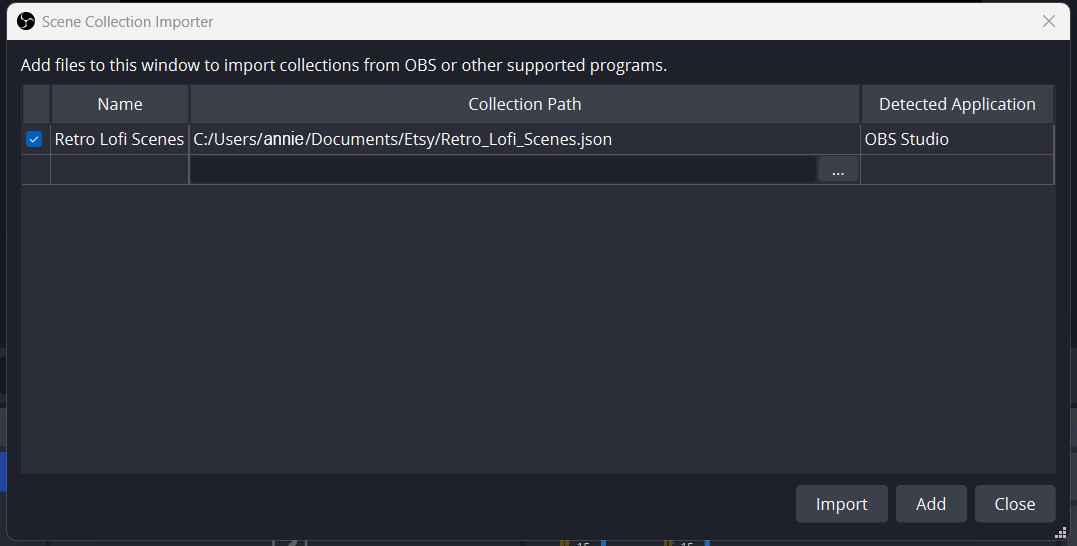 Scene Collection Importer
Add files to this window to import collections from OBS or other supported programs.
Name Collection Path Detected Application
Retro Lofi Scenes C:/Users/annie/Documents/Etsy/Retro_Lofi_Scenes.json OBS Studio
...
Import Add Close